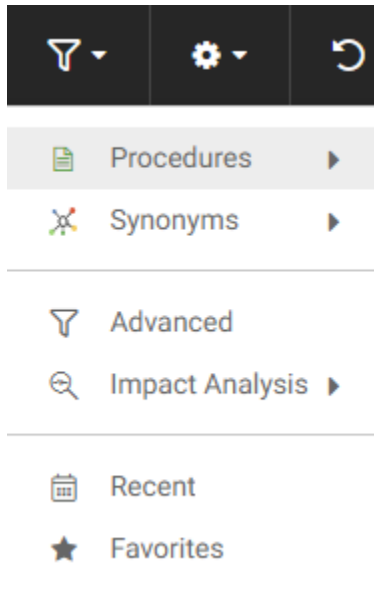 Procedures
Synonyms
Advanced
Impact Analysis
Recent
Favorites